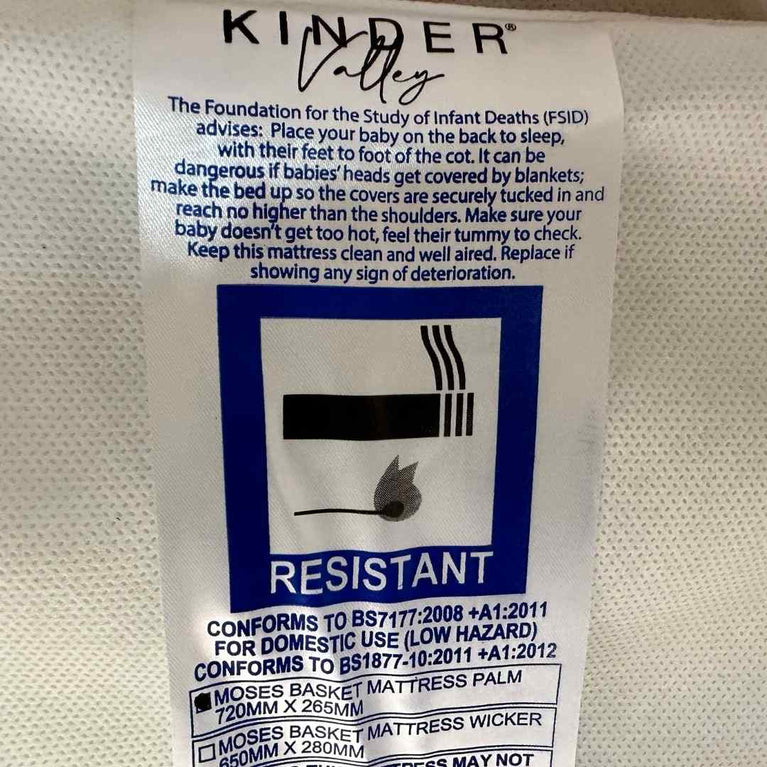 KINDER®
Valley
The Foundation for the Study of Infant Deaths (FSID)
advises: Place your baby on the back to sleep,
with their feet to foot of the cot. It can be
dangerous if babies' heads get covered by blankets;
make the bed up so the covers are securely tucked in and
reach no higher than the shoulders. Make sure your
baby doesn't get too hot, feel their tummy to check.
Keep this mattress clean and well aired. Replace if
showing any sign of deterioration.
RESISTANT
CONFORMS TO BS7177:2008 +A1:2011
FOR DOMESTIC USE (LOW HAZARD)
CONFORMS TO BS1877-10:2011 +A1:2012
MOSES BASKET MATTRESS PALM
720MM X 265MM
MOSES BASKET MATTRESS WICKER
650MM X 280MM
MAY NOT